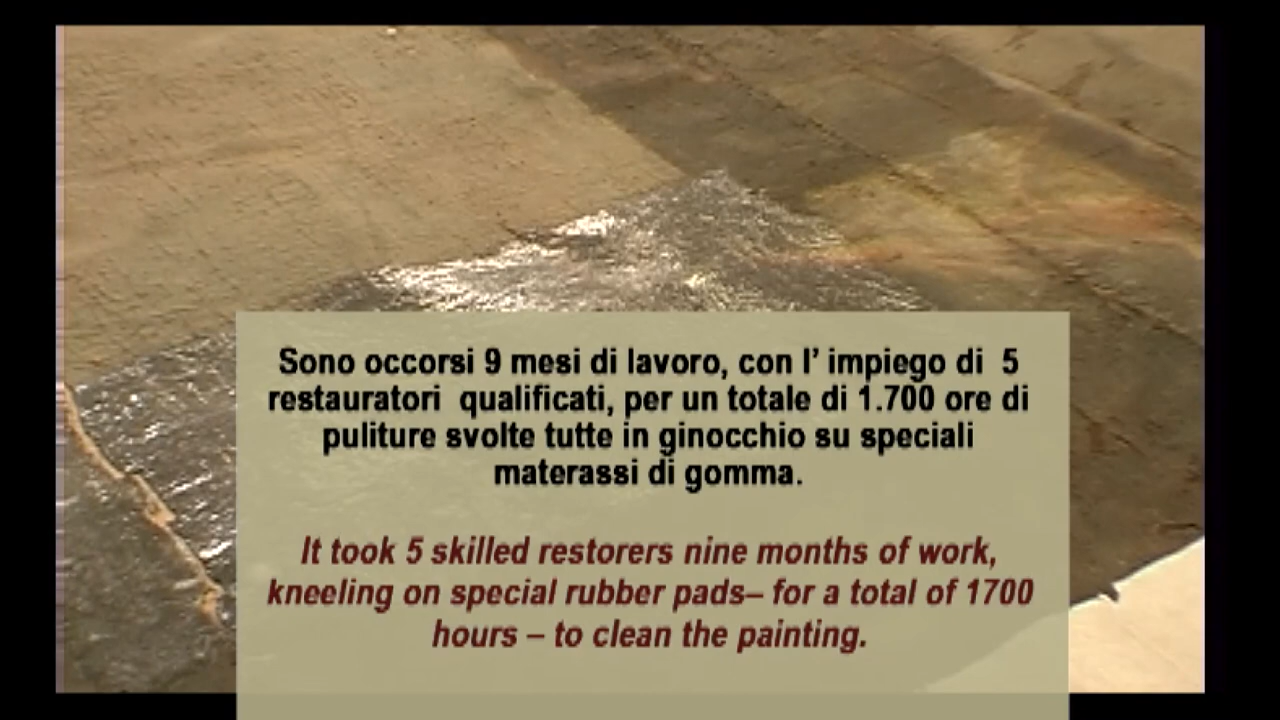 Sono occorsi 9 mesi di lavoro, con l’ impiego di 5
restauratori qualificati, per un totale di 1.700 ore di
puliture svolte tutte in ginocchio su speciali
materassi di gomma.
It took 5 skilled restorers nine months of work,
kneeling on special rubber pads– for a total of 1700
hours – to clean the painting.